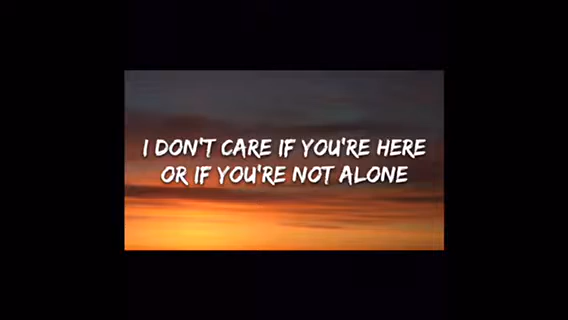 I DON'T CARE IF YOU'RE HERE
OR IF YOU'RE NOT ALONE